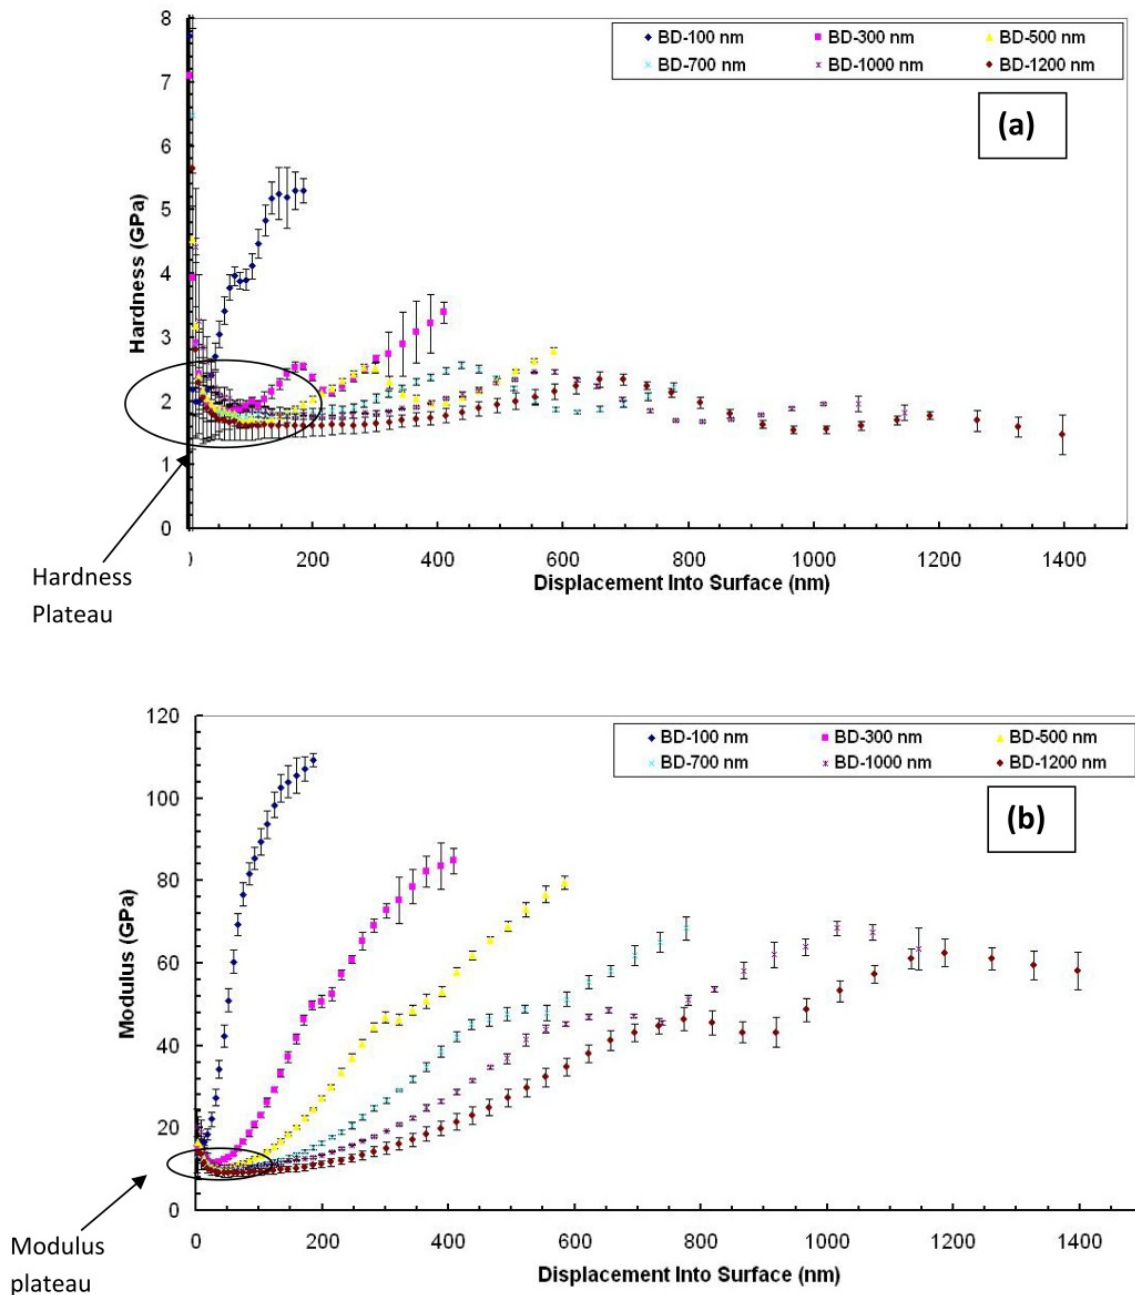 8
7
6
5
4
3
2
1
0
Hardness (GPa)
BD-100 nm BD-300 nm BD-500 nm
BD-700 nm BD-1000 nm BD-1200 nm
(a)
0 200 400 600 800 1000 1200 1400
Displacement Into Surface (nm)
Hardness
Plateau
120
100
80
60
40
20
0
Modulus (GPa)
BD-100 nm BD-300 nm BD-500 nm
BD-700 nm BD-1000 nm BD-1200 nm
(b)
0 200 400 600 800 1000 1200 1400
Displacement Into Surface (nm)
Modulus
plateau